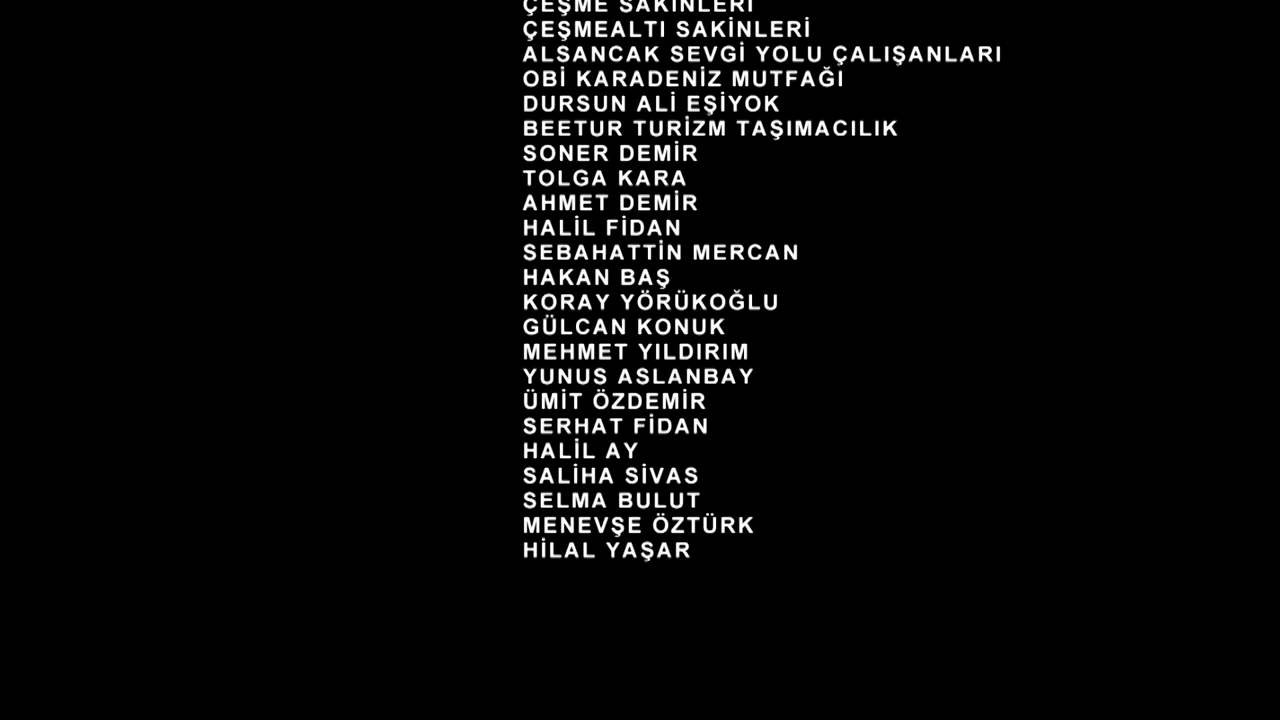 ÇEŞME SAKİNLERİ
ÇEŞMEALTI SAKİNLERİ
ALSANCAK SEVGİ YOLU ÇALIŞANLARI
OBİ KARADENİZ MUTFAĞI
DURSUN ALİ EŞİYOK
BEETUR TURİZM TAŞIMACILIK
SONER DEMİR
TOLGA KARA
AHMET DEMİR
HALİL FİDAN
SEBAHATTİN MERCAN
HAKAN BAŞ
KORAY YÖRÜKOĞLU
GÜLCAN KONUK
MEHMET YILDIRIM
YUNUS ASLANBAY
ÜMİT ÖZDEMİR
SERHAT FİDAN
HALİL AY
SALİHA SİVAS
SELMA BULUT
MENEVŞE ÖZTÜRK
HİLAL YAŞAR